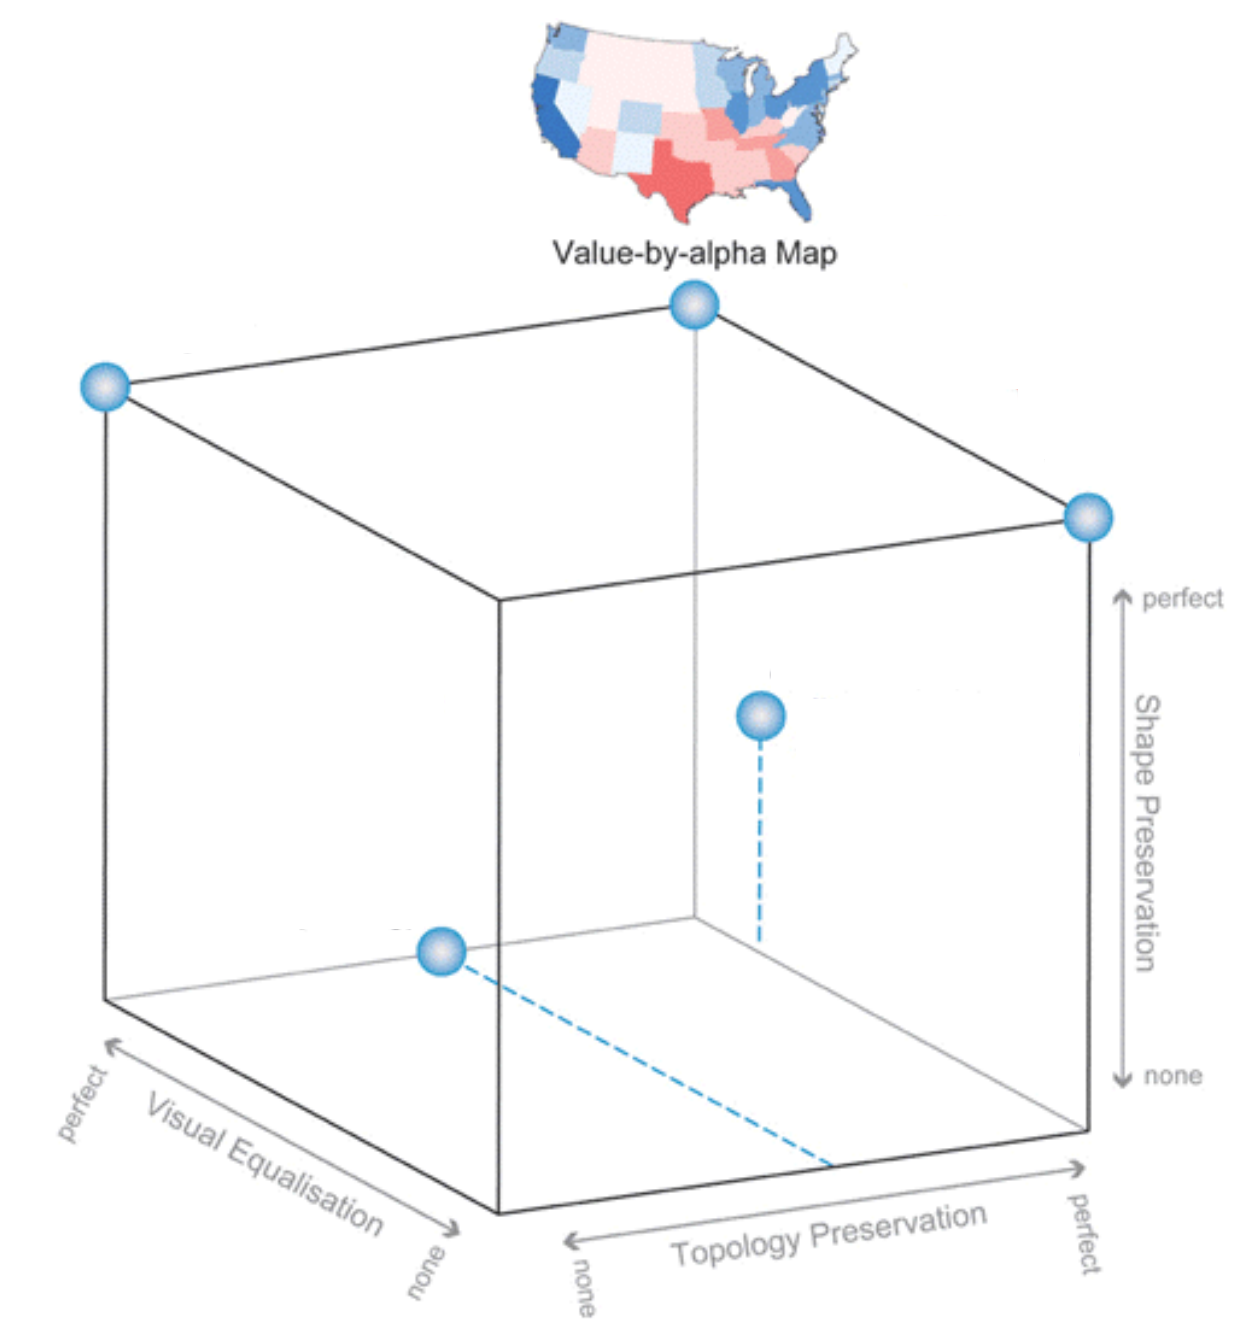 Value-by-alpha Map
perfect
Shape Preservation
none
perfect
Visual Equalisation
none
none
Topology Preservation
perfect